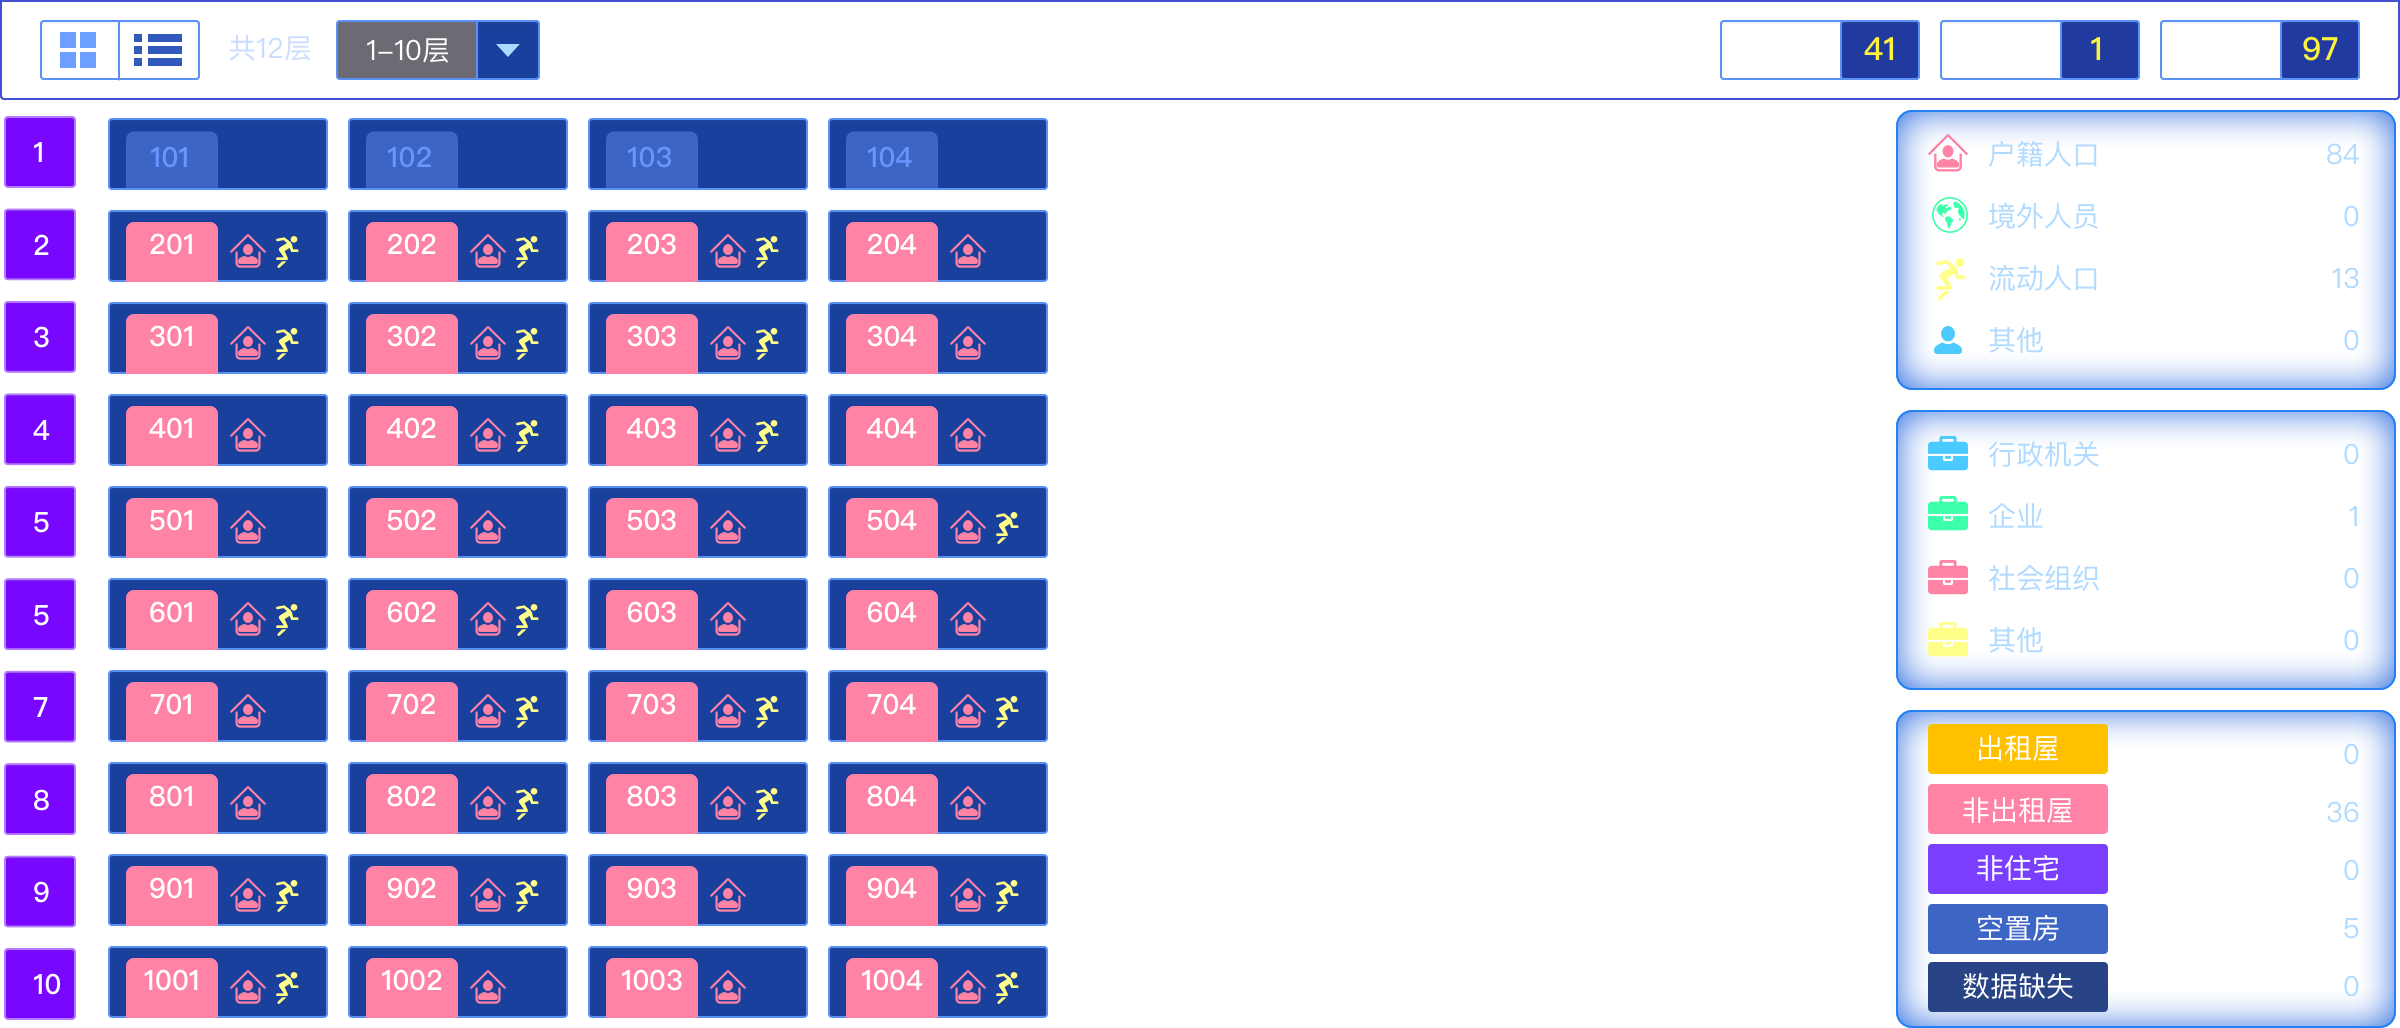 共12层 1-10层 41 1 97
1 101 102 103 104
2 201 202 203 204
3 301 302 303 304
4 401 402 403 404
5 501 502 503 504
5 601 602 603 604
7 701 702 703 704
8 801 802 803 804
9 901 902 903 904
10 1001 1002 1003 1004
户籍人口 84
境外人员 0
流动人口 13
其他 0
行政机关 0
企业 1
社会组织 0
其他 0
出租屋 0
非出租屋 36
非住宅 0
空置房 5
数据缺失 0